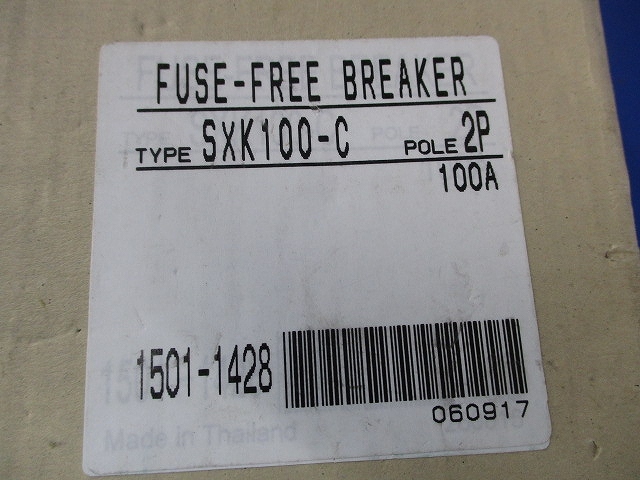 FUSE-FREE BREAKER
TYPE SXK100-C POLE 2P
100A
1501-1428
060917
Made in Thailand